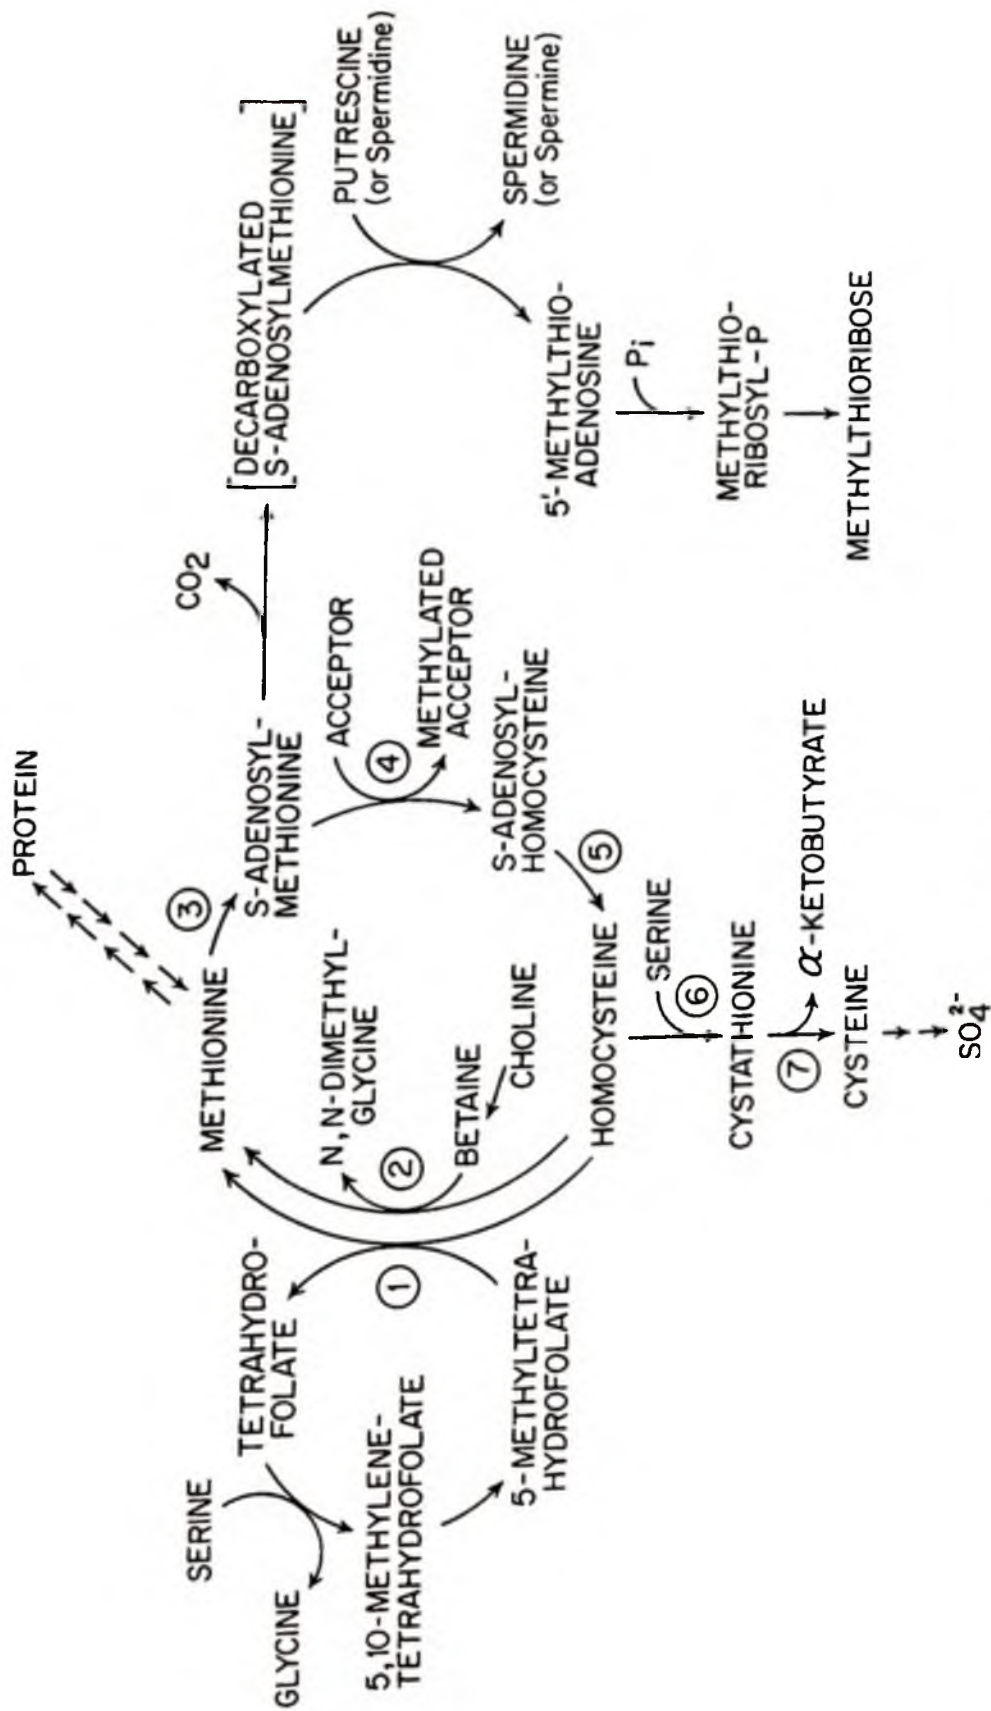 PROTEIN
METHIONINE
③
S-ADENOSYL-
METHIONINE
CO2
[DECARBOXYLATED
S-ADENOSYLMETHIONINE]
PUTRESCINE
(or Spermidine)
SPERMIDINE
(or Spermine)
5'-METHYLTHIO-
ADENOSINE
Pi
METHYLTHIO-
RIBOSYL-P
METHYLTHIORIBOSE
ACCEPTOR
④
METHYLATED
ACCEPTOR
S-ADENOSYL-
HOMOCYSTEINE
⑤
HOMOCYSTEINE
SERINE
⑥
CYSTATHIONINE
⑦
α-KETOBUTYRATE
CYSTEINE
SO4 2-
N,N-DIMETHYL-
GLYCINE
②
BETAINE
CHOLINE
①
TETRAHYDRO-
FOLATE
SERINE
GLYCINE
5,10-METHYLENE-
TETRAHYDROFOLATE
5-METHYLTETRA-
HYDROFOLATE